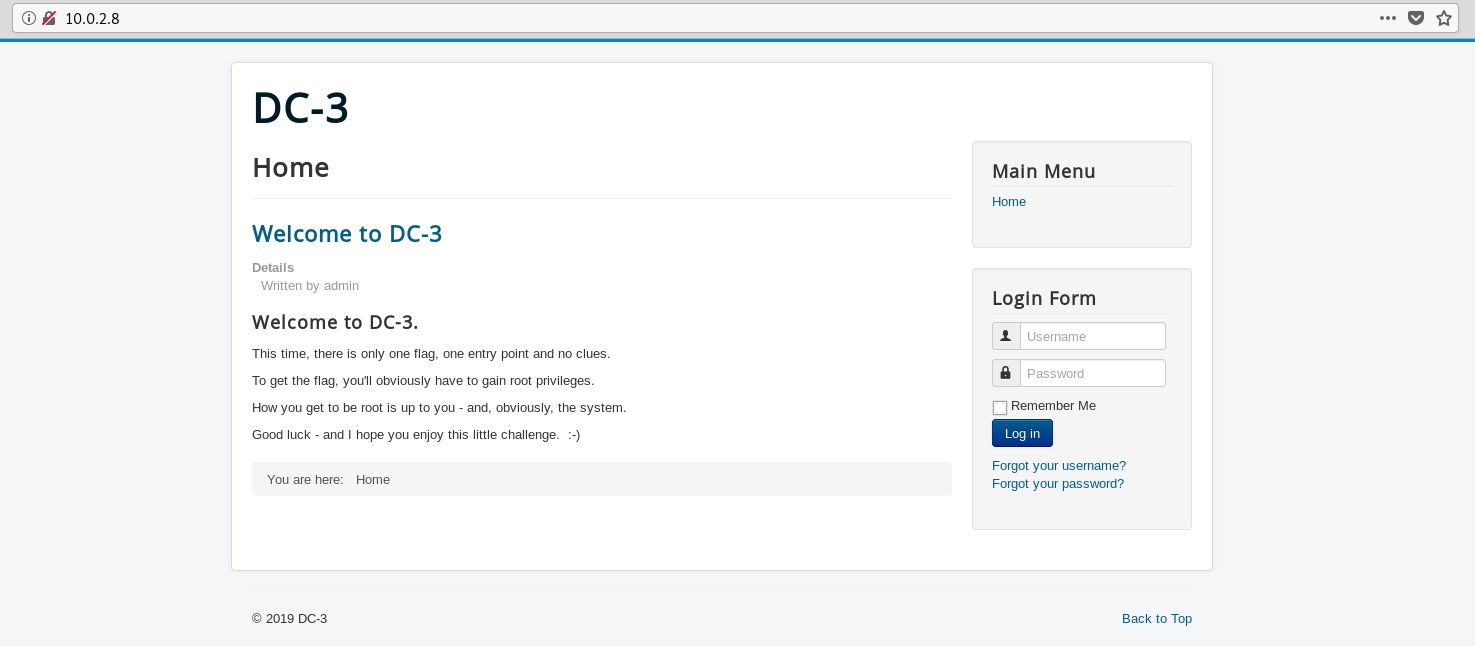 10.0.2.8
DC-3
Home
Welcome to DC-3
Details
Written by admin
Welcome to DC-3.
This time, there is only one flag, one entry point and no clues.
To get the flag, you'll obviously have to gain root privileges.
How you get to be root is up to you - and, obviously, the system.
Good luck - and I hope you enjoy this little challenge.  :-)
You are here: Home
Main Menu
Home
Login Form
Username
Password
Remember Me
Log in
Forgot your username?
Forgot your password?
© 2019 DC-3
Back to Top